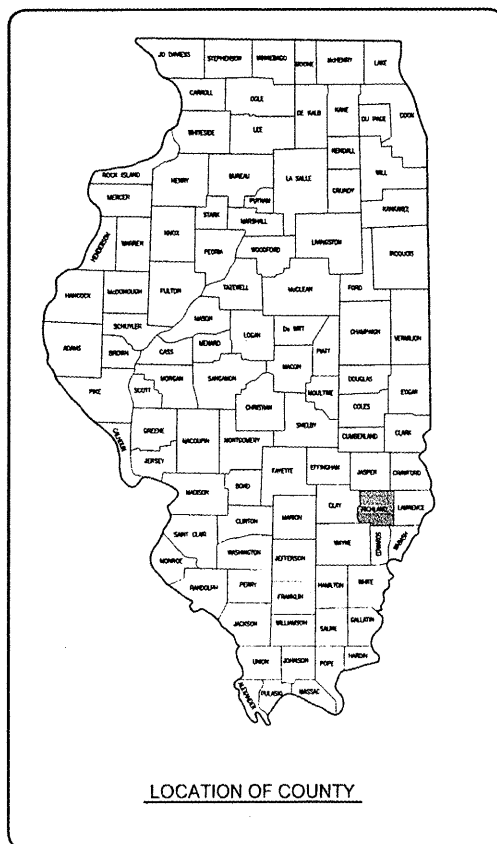 JO DAVIESS STEPHENSON WINNEBAGO BOONE McHENRY LAKE
CARROLL OGLE DE KALB KANE DU PAGE COOK
WHITESIDE LEE KENDALL WILL
ROCK ISLAND HENRY BUREAU LA SALLE GRUNDY
MERCER PUTNAM KANKAKEE
HENDERSON WARREN KNOX STARK MARSHALL LIVINGSTON IROQUOIS
PEORIA WOODFORD
HANCOCK McDONOUGH FULTON TAZEWELL McCLEAN FORD
SCHUYLER MASON LOGAN De WITT CHAMPAIGN VERMILION
ADAMS BROWN CASS MENARD MACON PIATT
PIKE SCOTT MORGAN SANGAMON MOULTRIE DOUGLAS EDGAR
CHRISTIAN COLES
CALHOUN GREENE MACOUPIN MONTGOMERY SHELBY CUMBERLAND CLARK
JERSEY FAYETTE EFFINGHAM JASPER CRAWFORD
MADISON BOND CLAY RICHLAND LAWRENCE
CLINTON MARION
SAINT CLAIR WAYNE EDWARDS WABASH
MONROE WASHINGTON JEFFERSON
RANDOLPH PERRY FRANKLIN HAMILTON WHITE
JACKSON WILLIAMSON SALINE GALLATIN
UNION JOHNSON POPE HARDIN
ALEXANDER PULASKI MASSAC
LOCATION OF COUNTY